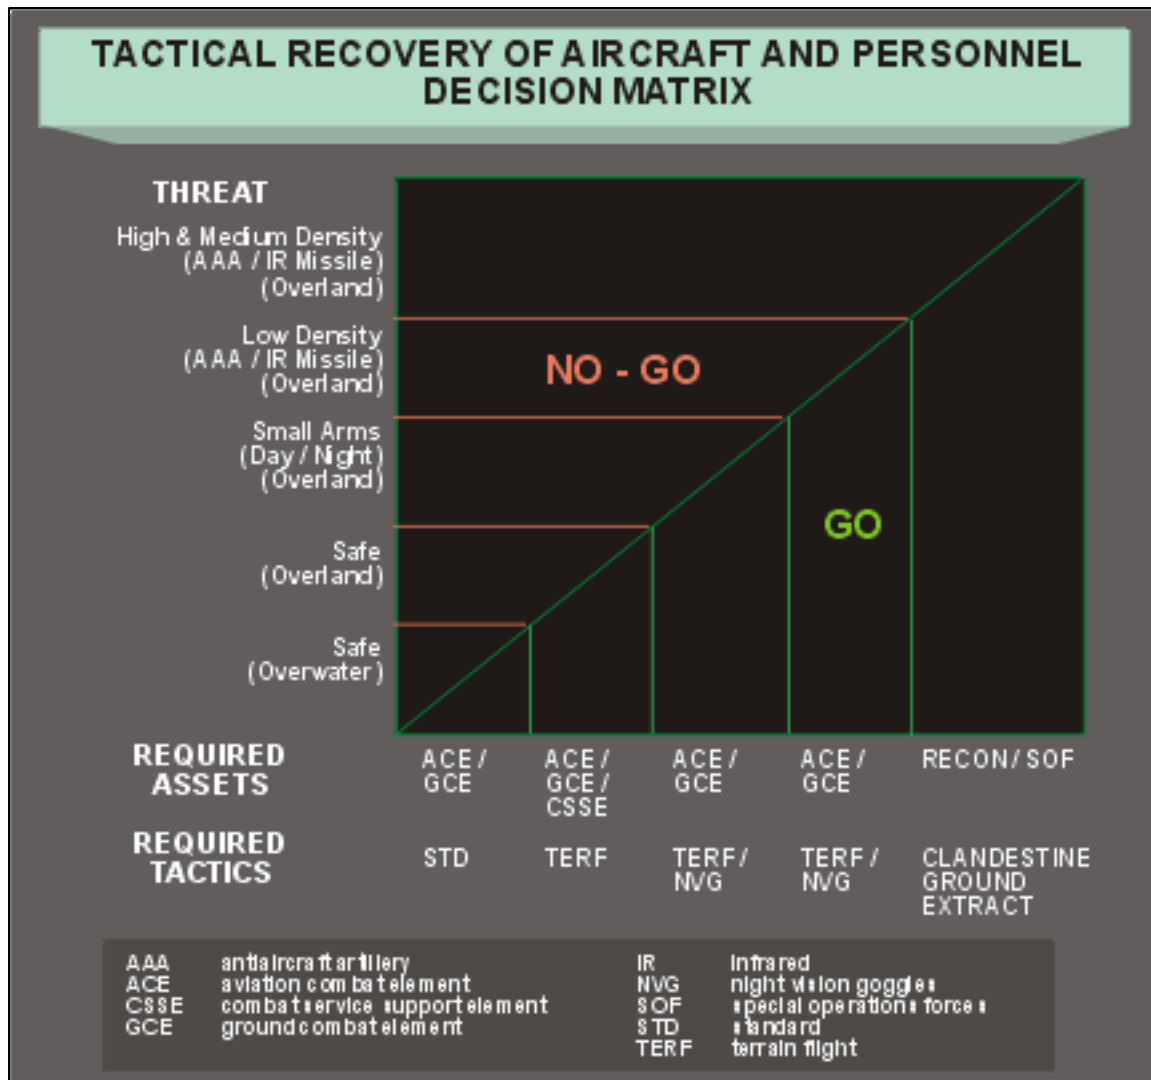 TACTICAL RECOVERY OF AIRCRAFT AND PERSONNEL
DECISION MATRIX
THREAT
High & Medium Density
(AAA / IR Missile)
(Overland)
Low Density
(AAA / IR Missile)
(Overland)
NO - GO
Small Arms
(Day / Night)
(Overland)
GO
Safe
(Overland)
Safe
(Overwater)
REQUIRED
ASSETS
ACE /
GCE
ACE /
GCE /
CSSE
ACE /
GCE
ACE /
GCE
RECON / SOF
REQUIRED
TACTICS
STD
TERF
TERF /
NVG
TERF /
NVG
CLANDESTINE
GROUND
EXTRACT
AAA antiaircraft artillery
ACE aviation combat element
CSSE combat service support element
GCE ground combat element
IR infrared
NVG night vision goggles
SOF special operations forces
STD standard
TERF terrain flight